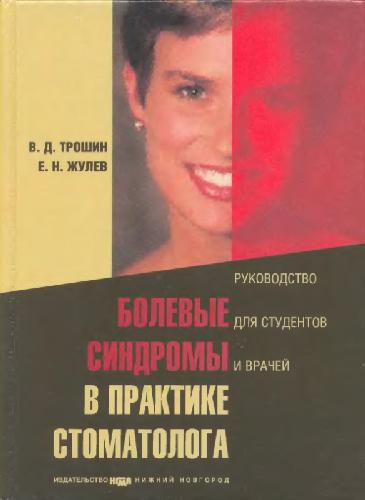 В. Д. ТРОШИН
Е. Н. ЖУЛЕВ
РУКОВОДСТВО
ДЛЯ СТУДЕНТОВ
И ВРАЧЕЙ
БОЛЕВЫЕ
СИНДРОМЫ
В ПРАКТИКЕ
СТОМАТОЛОГА
ИЗДАТЕЛЬСТВО НГМА НИЖНИЙ НОВГОРОД